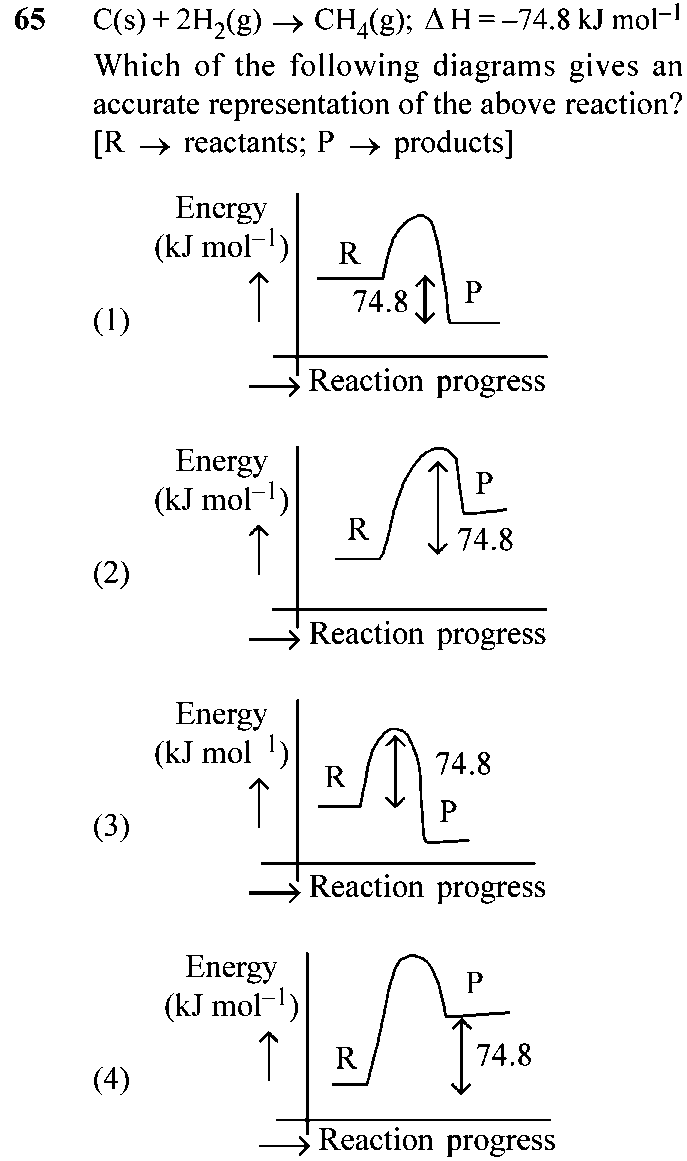 65 C(s) + 2H₂(g) → CH₄(g); Δ H = –74.8 kJ mol⁻¹
Which of the following diagrams gives an
accurate representation of the above reaction?
[R → reactants; P → products]
Energy
(kJ mol⁻¹)
R
74.8
P
(1)
Reaction progress
Energy
(kJ mol⁻¹)
P
R
74.8
(2)
Reaction progress
Energy
(kJ mol ¹)
74.8
R
P
(3)
Reaction progress
Energy
(kJ mol⁻¹)
P
R
74.8
(4)
Reaction progress